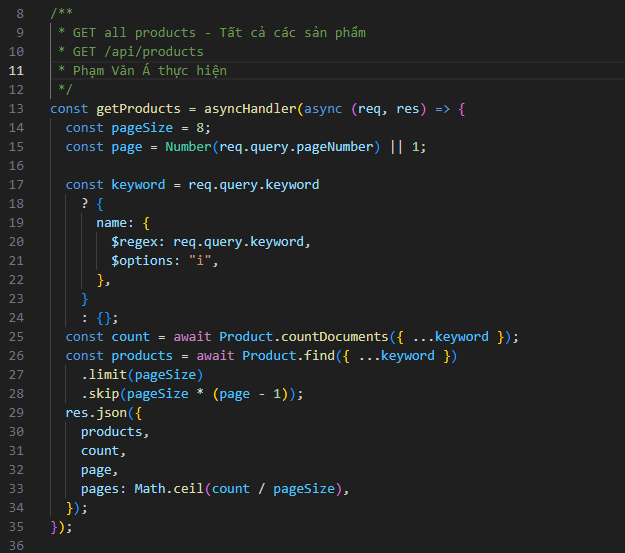 8 /**
9  * GET all products - Tất cả các sản phẩm
10  * GET /api/products
11  * Phạm Văn Á thực hiện
12  */
13 const getProducts = asyncHandler(async (req, res) => {
14   const pageSize = 8;
15   const page = Number(req.query.pageNumber) || 1;
16
17   const keyword = req.query.keyword
18     ? {
19       name: {
20         $regex: req.query.keyword,
21         $options: "i",
22       },
23     }
24     : {};
25   const count = await Product.countDocuments({ ...keyword });
26   const products = await Product.find({ ...keyword })
27     .limit(pageSize)
28     .skip(pageSize * (page - 1));
29   res.json({
30     products,
31     count,
32     page,
33     pages: Math.ceil(count / pageSize),
34   });
35 });
36